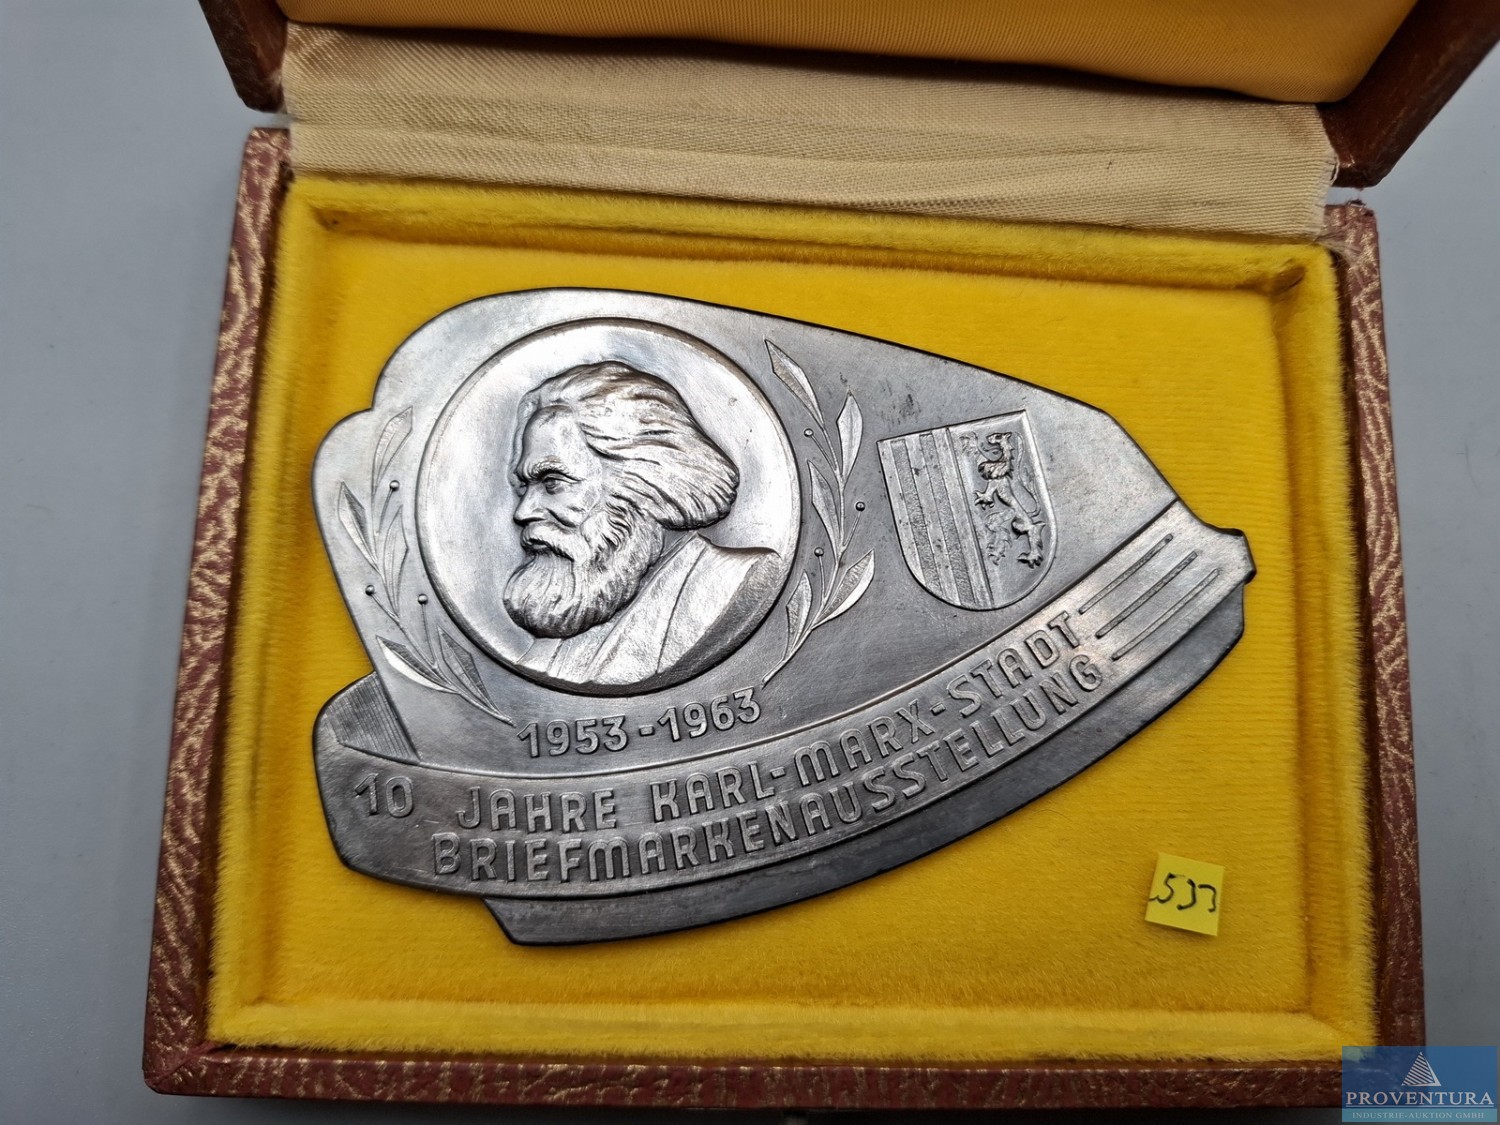 1953-1963
10 JAHRE KARL-MARX-STADT
BRIEFMARKENAUSSTELLUNG
533
PROVENTURA
INDUSTRIE-AUKTION GMBH